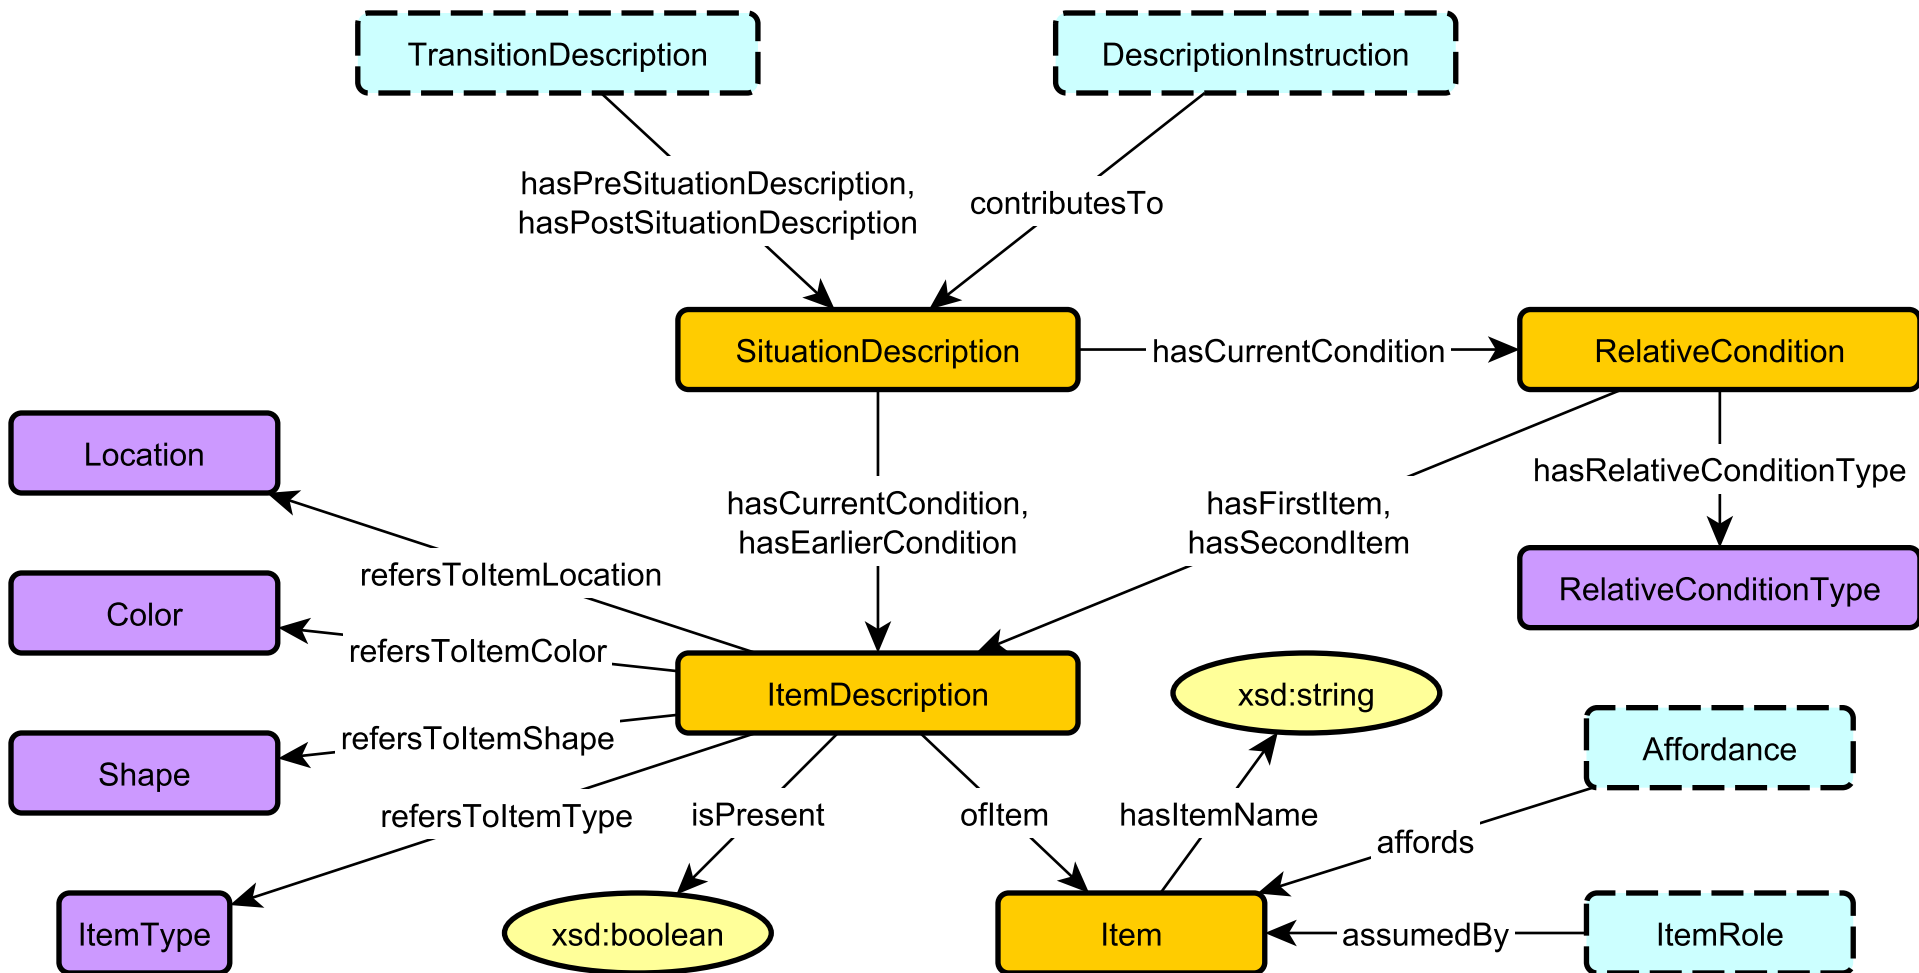 TransitionDescription
DescriptionInstruction
hasPreSituationDescription,
hasPostSituationDescription
contributesTo
SituationDescription
hasCurrentCondition
RelativeCondition
Location
hasCurrentCondition,
hasEarlierCondition
hasFirstItem,
hasSecondItem
hasRelativeConditionType
refersToItemLocation
RelativeConditionType
Color
refersToItemColor
ItemDescription
xsd:string
refersToItemShape
Shape
Affordance
refersToItemType
isPresent
ofItem
hasItemName
affords
ItemType
xsd:boolean
Item
assumedBy
ItemRole